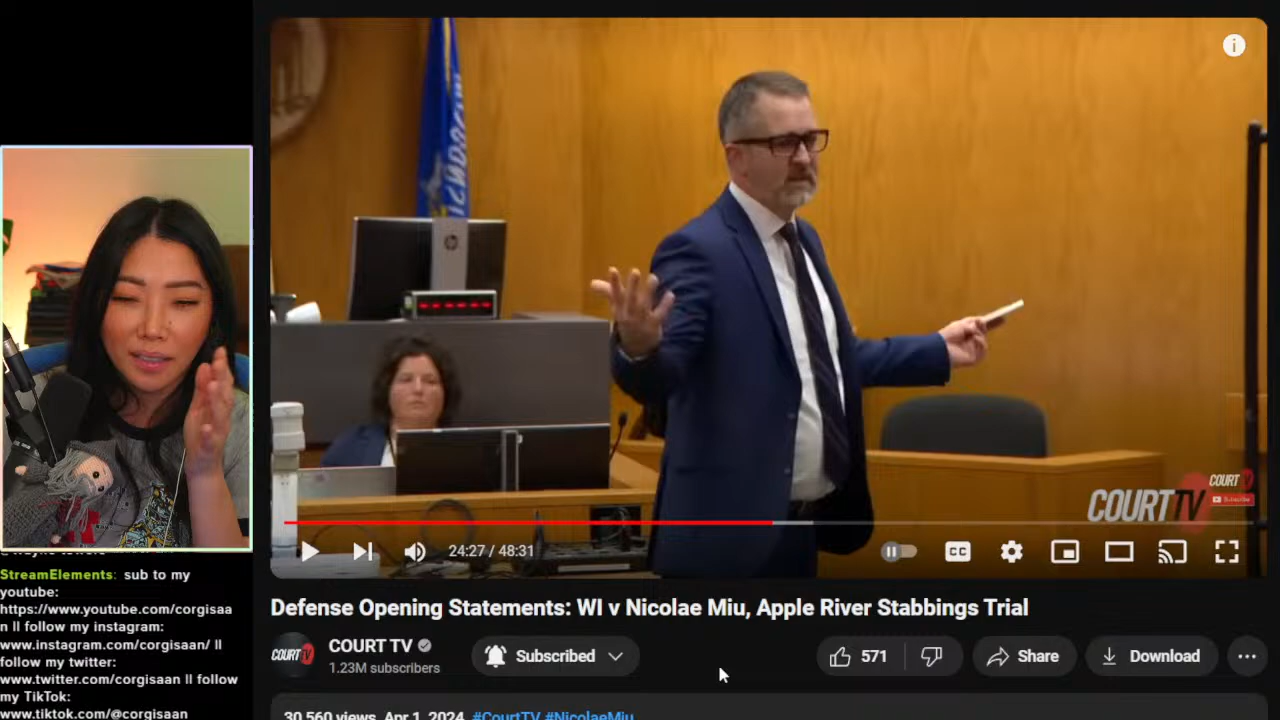 COURT TV
COURT
Subscribe
24:27 / 48:31
CC
Defense Opening Statements: WI v Nicolae Miu, Apple River Stabbings Trial
COURT TV
1.23M subscribers
Subscribed
571
Share
Download
30,560 views Apr 1, 2024 #CourtTV #NicolaeMiu
StreamElements: sub to my
youtube:
https://www.youtube.com/corgisaa
n || follow my instagram:
www.instagram.com/corgisaan/ ||
follow my twitter:
www.twitter.com/corgisaan || follow
my TikTok:
www.tiktok.com/@corgisaan